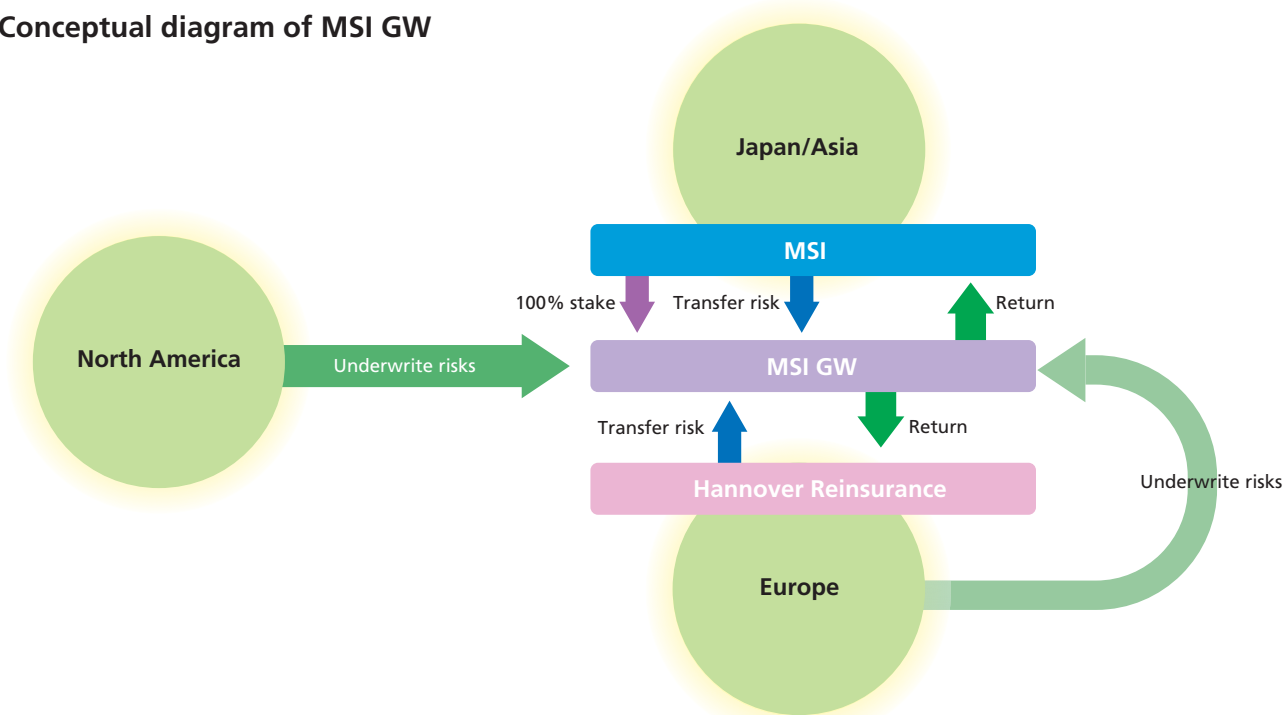 Conceptual diagram of MSI GW
Japan/Asia
MSI
100% stake
Transfer risk
Return
North America
Underwrite risks
MSI GW
Transfer risk
Return
Underwrite risks
Hannover Reinsurance
Europe